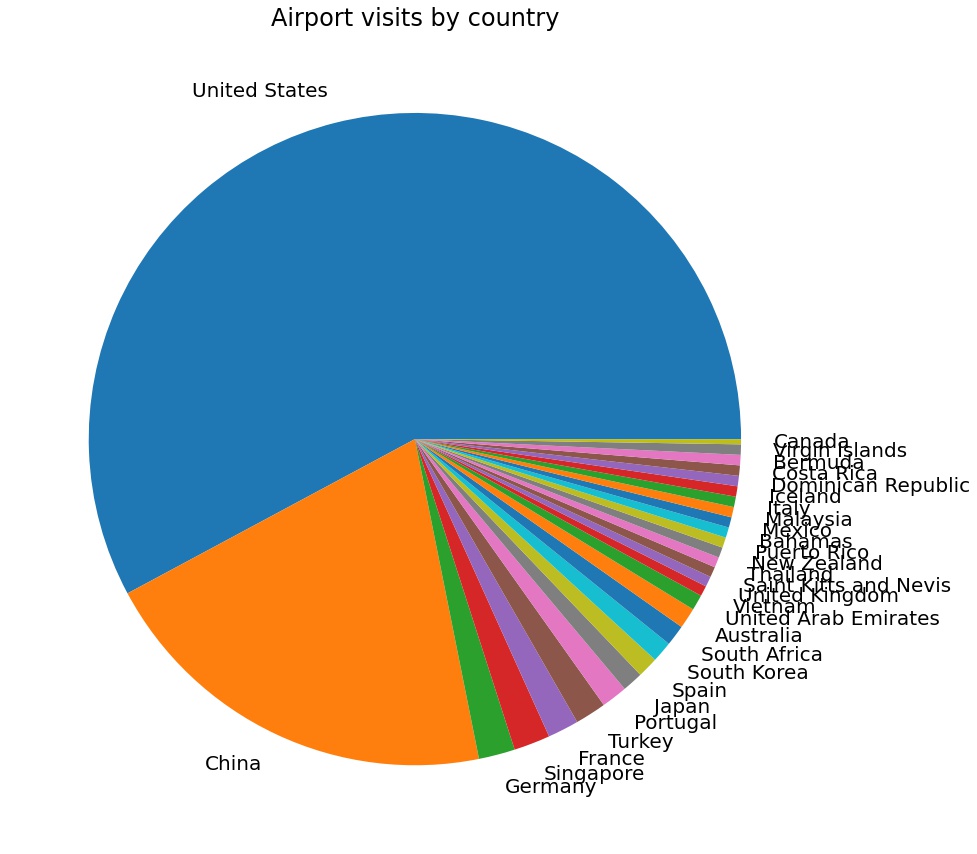 Airport visits by country
United States
Canada
Virgin Islands
Bermuda
Costa Rica
Dominican Republic
Iceland
Italy
Malaysia
Mexico
Bahamas
Puerto Rico
New Zealand
Thailand
Saint Kitts and Nevis
United Kingdom
Vietnam
United Arab Emirates
Australia
South Africa
South Korea
Spain
Japan
Portugal
Turkey
France
Singapore
Germany
China